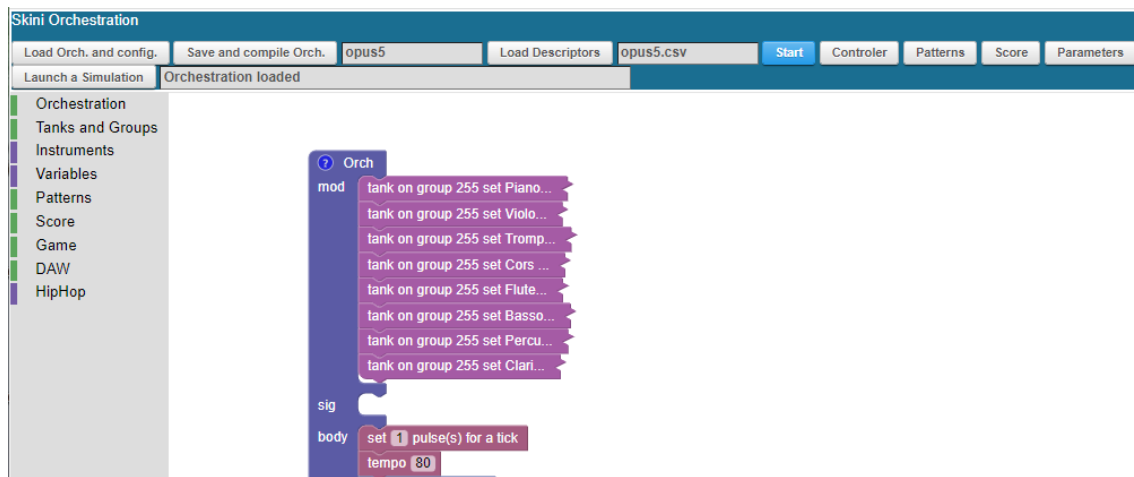 Skini Orchestration
Load Orch. and config. Save and compile Orch. opus5 Load Descriptors opus5.csv Start Controler Patterns Score Parameters
Launch a Simulation Orchestration loaded
Orchestration
Tanks and Groups
Instruments
Variables
Patterns
Score
Game
DAW
HipHop
? Orch
mod tank on group 255 set Piano...
tank on group 255 set Violo...
tank on group 255 set Tromp...
tank on group 255 set Cors ...
tank on group 255 set Flute...
tank on group 255 set Basso...
tank on group 255 set Percu...
tank on group 255 set Clari...
sig
body set 1 pulse(s) for a tick
tempo 80